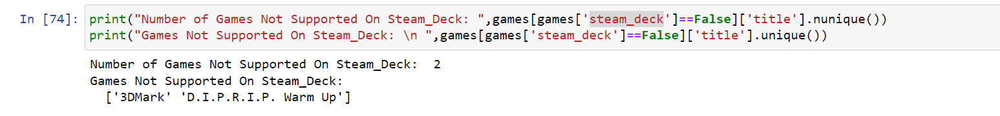 In [74]: print("Number of Games Not Supported On Steam_Deck: ",games[games['steam_deck']==False]['title'].nunique())
print("Games Not Supported On Steam_Deck: \n ",games[games['steam_deck']==False]['title'].unique())
Number of Games Not Supported On Steam_Deck:  2
Games Not Supported On Steam_Deck:
  ['3DMark' 'D.I.P.R.I.P. Warm Up']